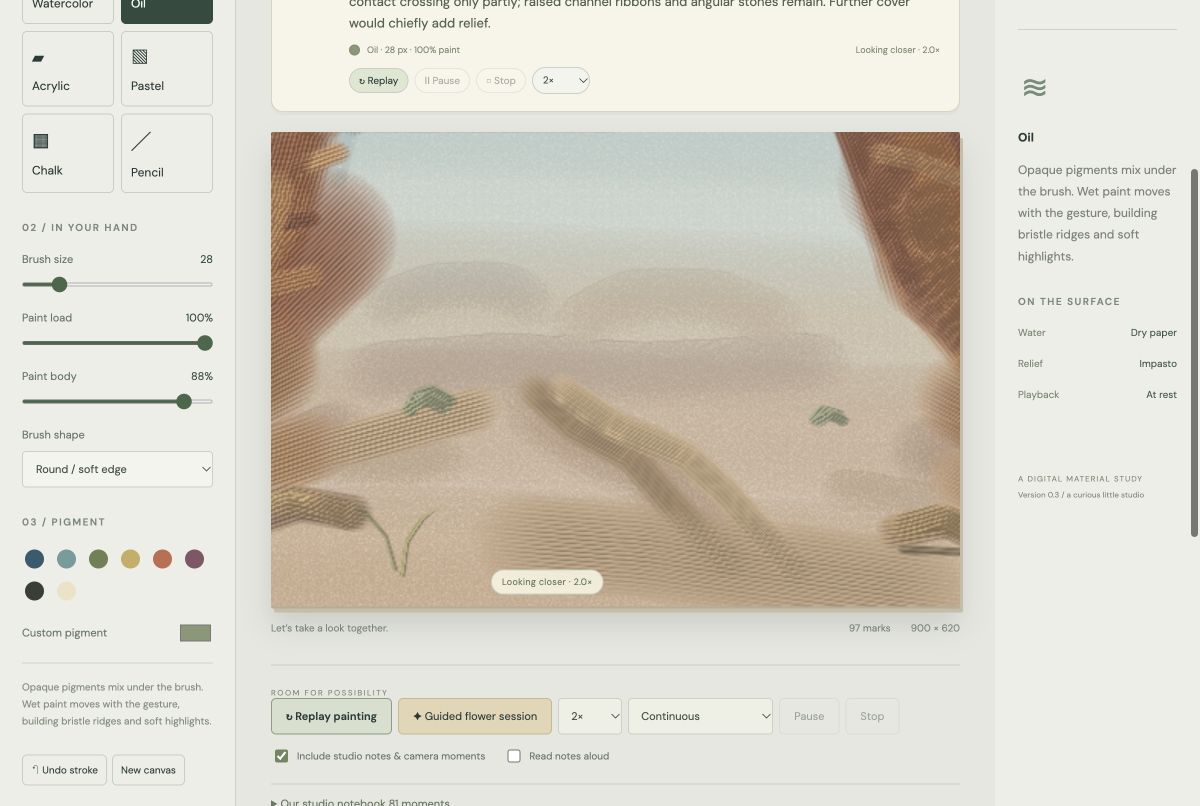 Watercolor
Oil
Acrylic
Pastel
Chalk
Pencil
02 / IN YOUR HAND
Brush size 28
Paint load 100%
Paint body 88%
Brush shape
Round / soft edge
03 / PIGMENT
Custom pigment
Opaque pigments mix under the brush.
Wet paint moves with the gesture,
building bristle ridges and soft highlights.
Undo stroke
New canvas
contact crossing only partly; raised channel ribbons and angular stones remain. Further cover
would chiefly add relief.
Oil · 28 px · 100% paint
Looking closer · 2.0×
↻ Replay
II Pause
▫ Stop
2×
Looking closer · 2.0×
Let's take a look together.
97 marks
900 × 620
ROOM FOR POSSIBILITY
↻ Replay painting
✦ Guided flower session
2×
Continuous
Pause
Stop
Include studio notes & camera moments
Read notes aloud
▶ Our studio notebook 81 moments
Oil
Opaque pigments mix under
the brush. Wet paint moves
with the gesture, building
bristle ridges and soft
highlights.
ON THE SURFACE
Water Dry paper
Relief Impasto
Playback At rest
A DIGITAL MATERIAL STUDY
Version 0.3 / a curious little studio